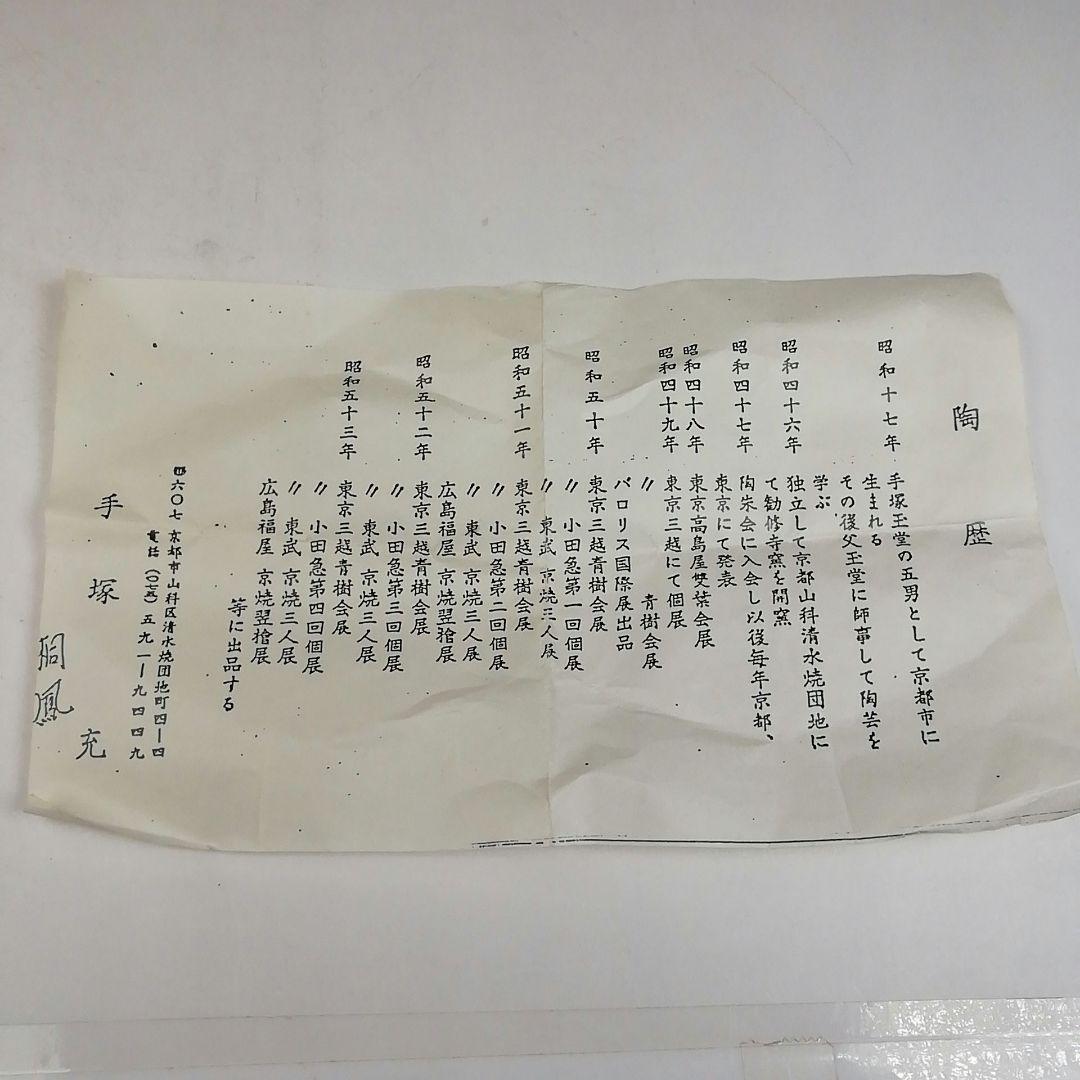 陶歴
昭和十七年 手塚玉堂の五男として京都市に
生まれる
その後父玉堂に師事して陶芸を
学ぶ
昭和四十六年 独立して京都山科清水焼団地に
て勧修寺窯を開窯
昭和四十七年 陶朱会に入会し以後毎年京都、
東京にて発表
昭和四十八年 東京高島屋双葉会展
昭和四十九年 東京三越にて個展
〃 青樹会展
バロリス国際展出品
昭和五十年 東京三越青樹会展
〃 小田急第一回個展
〃 東武 京焼三人展
昭和五十一年 東京三越青樹会展
〃 小田急第二回個展
〃 東武 京焼三人展
広島福屋 京焼翌檜展
昭和五十二年 東京三越青樹会展
〃 小田急第三回個展
〃 東武 京焼三人展
昭和五十三年 東京三越青樹会展
〃 小田急第四回個展
〃 東武 京焼三人展
広島福屋 京焼翌檜展
等に出品する
六〇七 京都市山科区清水焼団地町四ー四
電話(〇七五)五九一ー九四四九
手塚 充
桐鳳